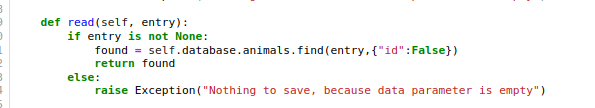 def read(self, entry):
if entry is not None:
found = self.database.animals.find(entry,{"id":False})
return found
else:
raise Exception("Nothing to save, because data parameter is empty")